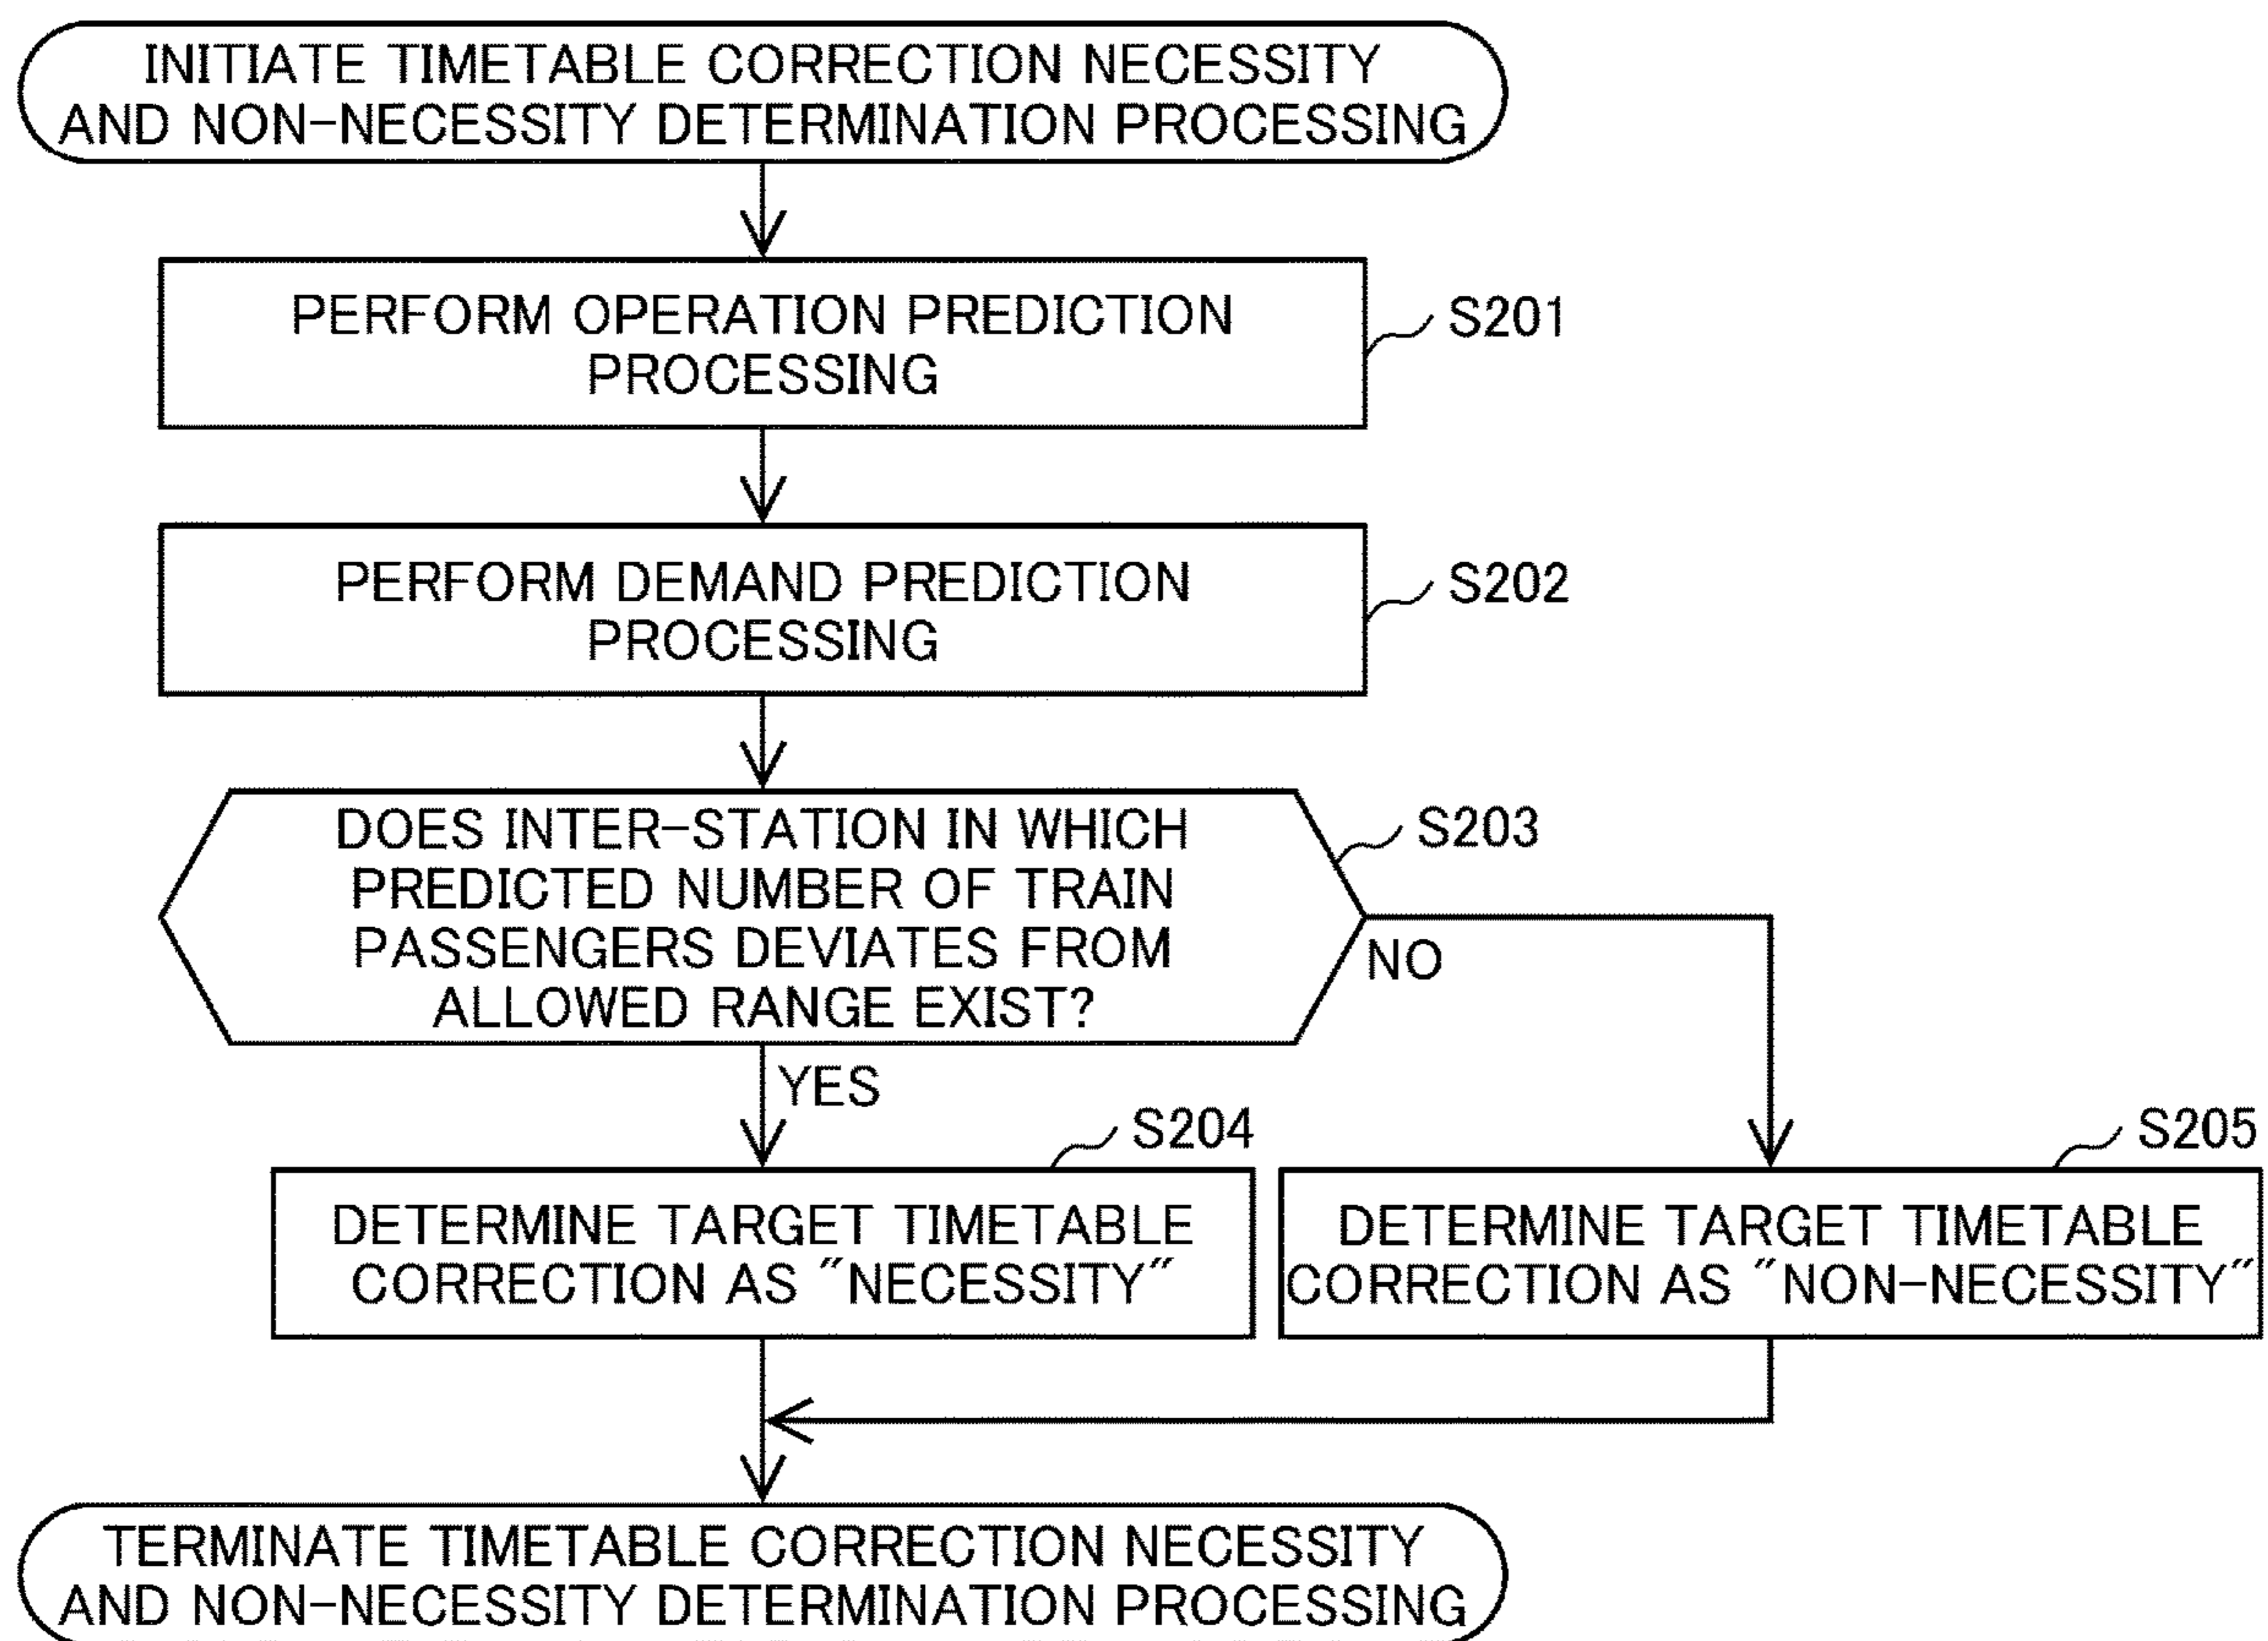 INITIATE TIMETABLE CORRECTION NECESSITY
AND NON-NECESSITY DETERMINATION PROCESSING
PERFORM OPERATION PREDICTION
PROCESSING
S201
PERFORM DEMAND PREDICTION
PROCESSING
S202
DOES INTER-STATION IN WHICH
PREDICTED NUMBER OF TRAIN
PASSENGERS DEVIATES FROM
ALLOWED RANGE EXIST?
S203
NO
YES
S204
DETERMINE TARGET TIMETABLE
CORRECTION AS "NECESSITY"
S205
DETERMINE TARGET TIMETABLE
CORRECTION AS "NON-NECESSITY"
TERMINATE TIMETABLE CORRECTION NECESSITY
AND NON-NECESSITY DETERMINATION PROCESSING